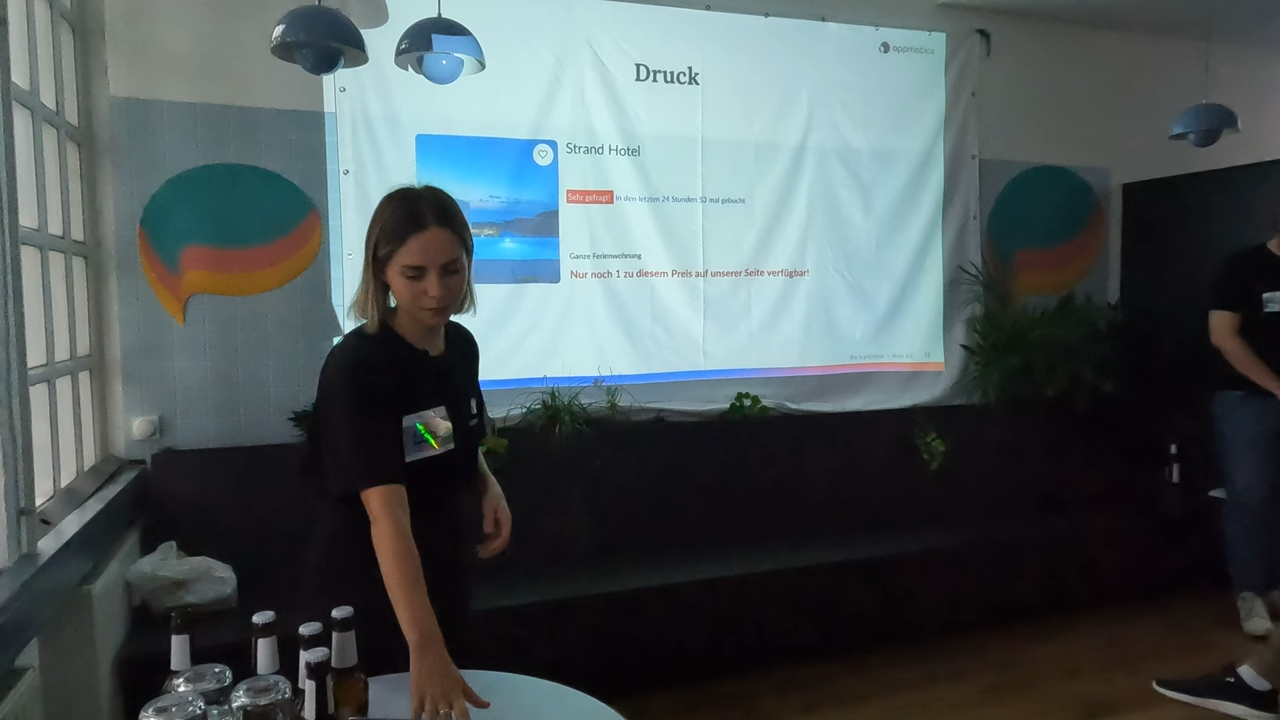 appmatics
Druck
Strand Hotel
Sehr gefragt! In den letzten 24 Stunden 53 mal gebucht
Ganze Ferienwohnung
Nur noch 1 zu diesem Preis auf unserer Seite verfügbar!